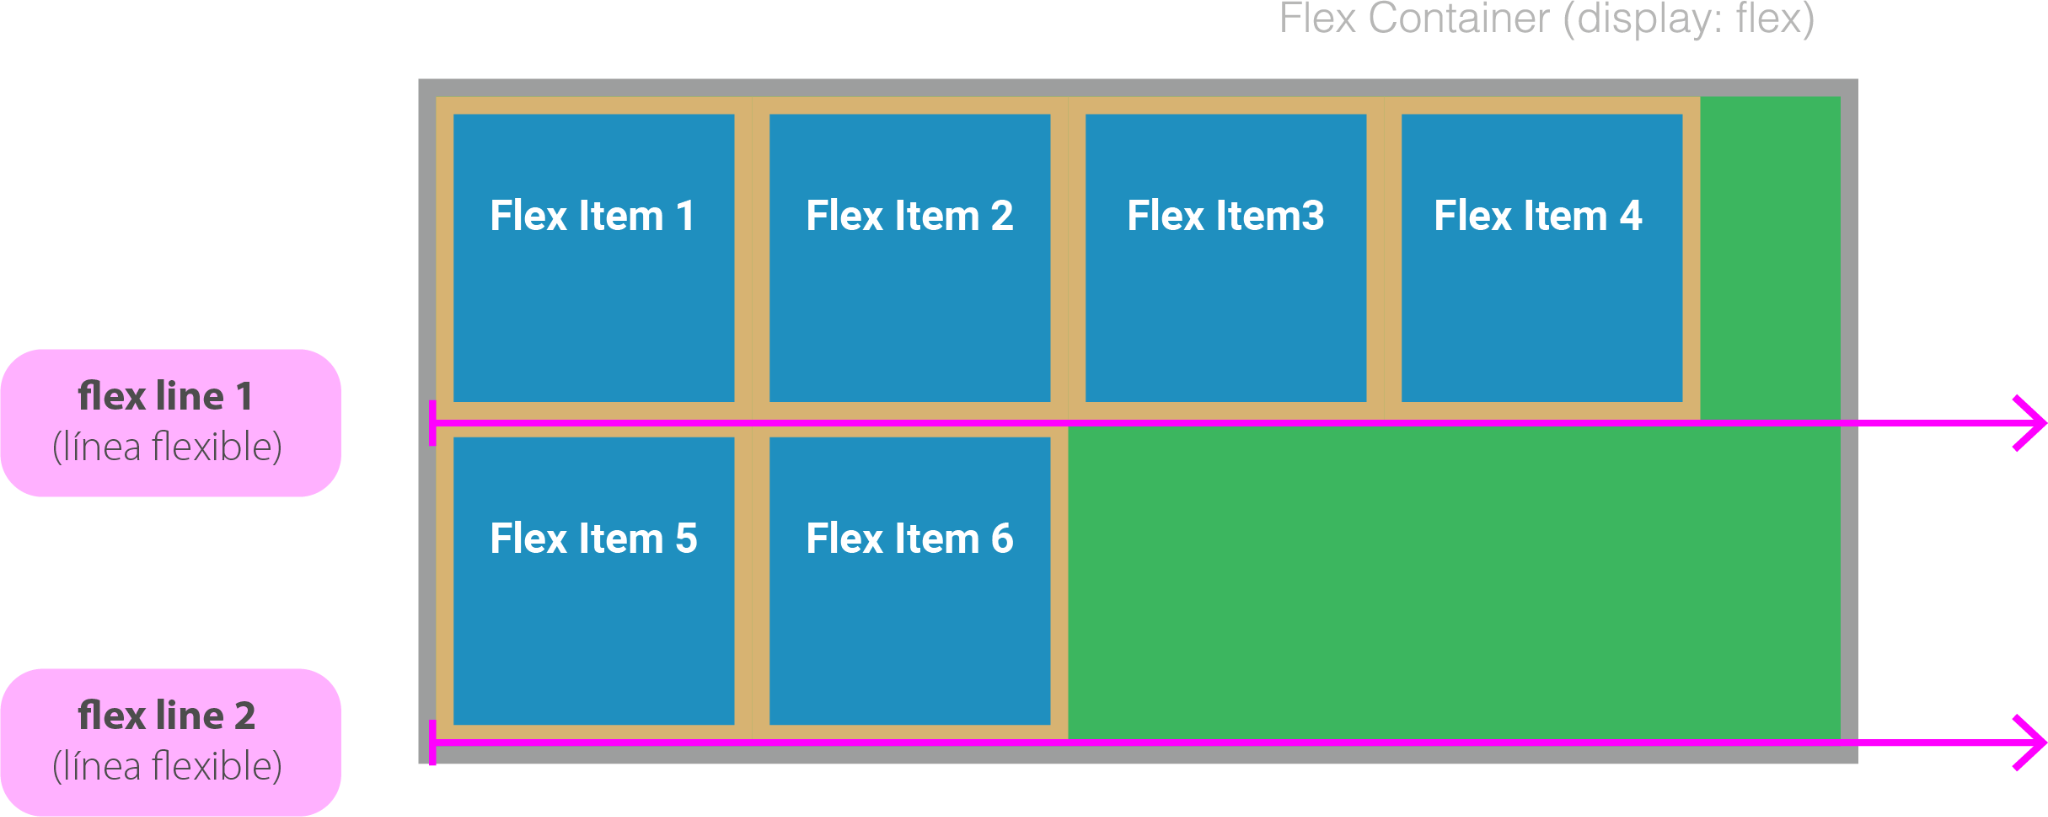 Flex Container (display: flex)
Flex Item 1
Flex Item 2
Flex Item3
Flex Item 4
flex line 1
(línea flexible)
Flex Item 5
Flex Item 6
flex line 2
(línea flexible)